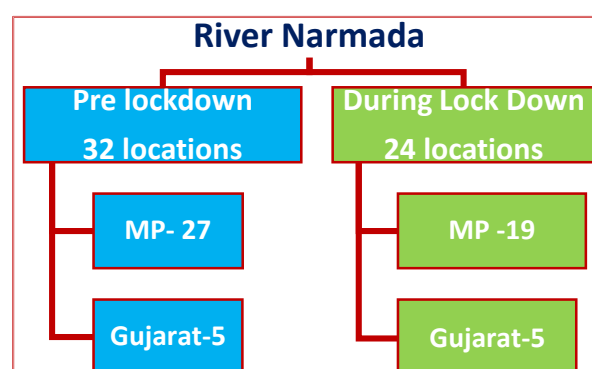 River Narmada
Pre lockdown
32 locations
During Lock Down
24 locations
MP- 27
MP -19
Gujarat-5
Gujarat-5